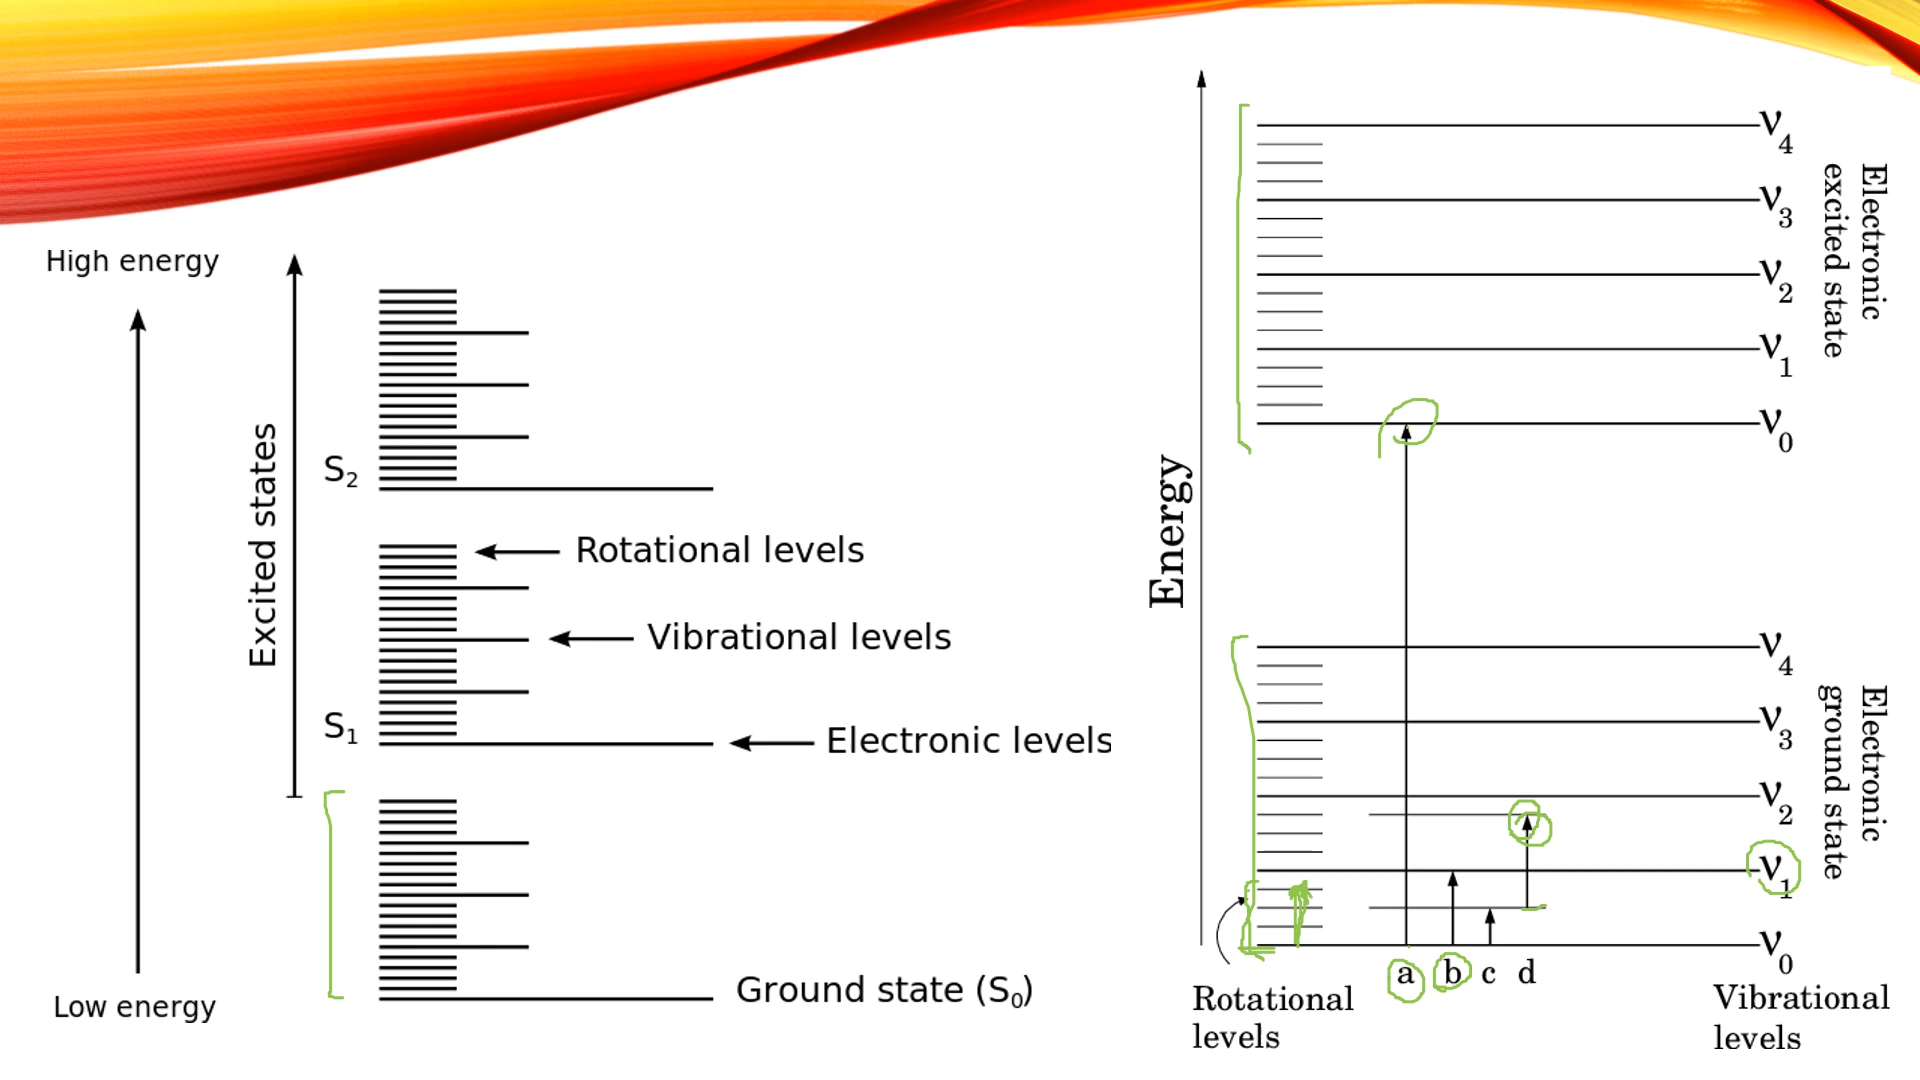 High energy
Excited states
S2
Rotational levels
Vibrational levels
S1
Electronic levels
Ground state (S0)
Low energy
Energy
ν4
ν3
ν2
ν1
ν0
Electronic
excited state
ν4
ν3
ν2
ν1
ν0
Electronic
ground state
a b c d
Rotational
levels
Vibrational
levels